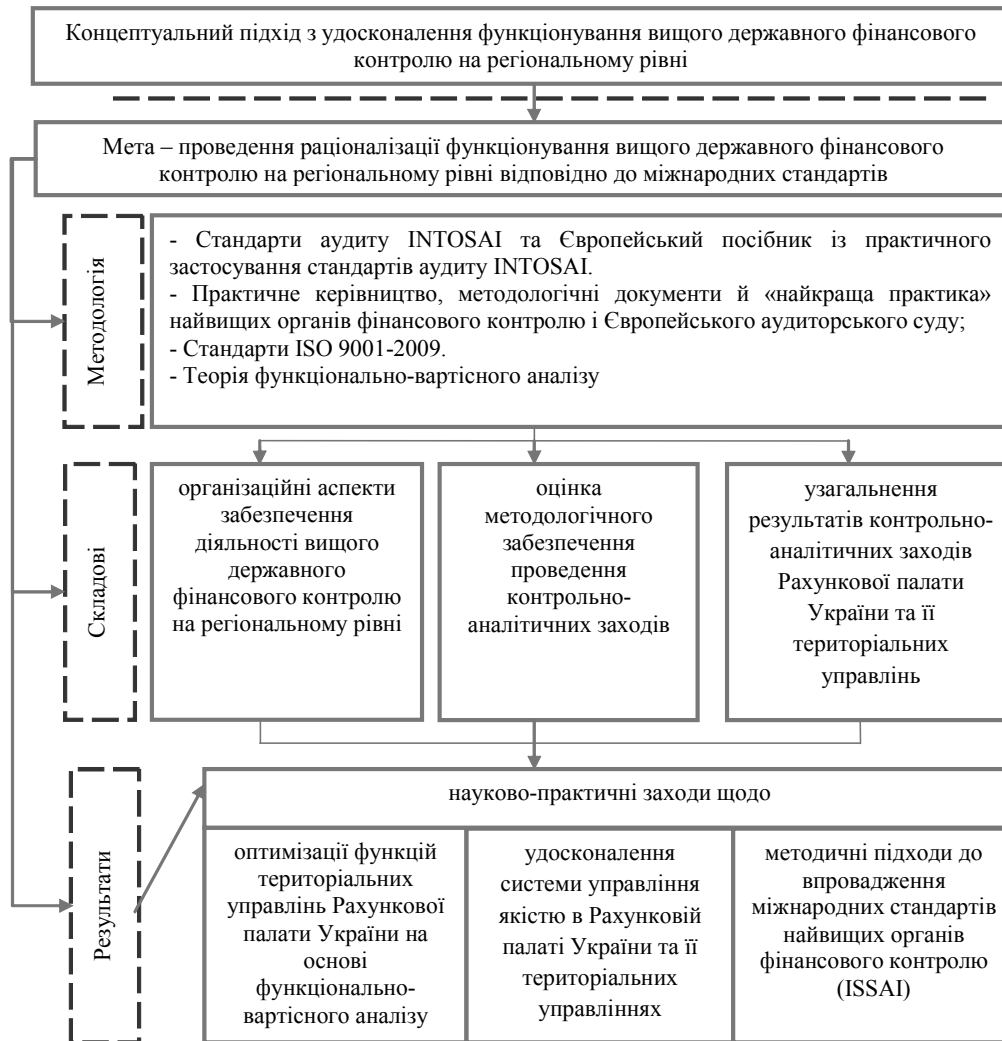 Концептуальний підхід з удосконалення функціонування вищого державного фінансового
контролю на регіональному рівні
Мета – проведення раціоналізації функціонування вищого державного фінансового
контролю на регіональному рівні відповідно до міжнародних стандартів
Методологія
- Стандарти аудиту INTOSAI та Європейський посібник із практичного
застосування стандартів аудиту INTOSAI.
- Практичне керівництво, методологічні документи й «найкраща практика»
найвищих органів фінансового контролю і Європейського аудиторського суду;
- Стандарти ISO 9001-2009.
- Теорія функціонально-вартісного аналізу
Складові
організаційні аспекти
забезпечення
діяльності вищого
державного
фінансового контролю
на регіональному рівні
оцінка
методологічного
забезпечення
проведення
контрольно-
аналітичних заходів
узагальнення
результатів контрольно-
аналітичних заходів
Рахункової палати
України та її
територіальних
управлінь
Результати
науково-практичні заходи щодо
оптимізації функцій
територіальних
управлінь Рахункової
палати України на
основі
функціонально-
вартісного аналізу
удосконалення
системи управління
якістю в Рахунковій
палаті України та її
територіальних
управліннях
методичні підходи до
впровадження
міжнародних стандартів
найвищих органів
фінансового контролю
(ISSAI)